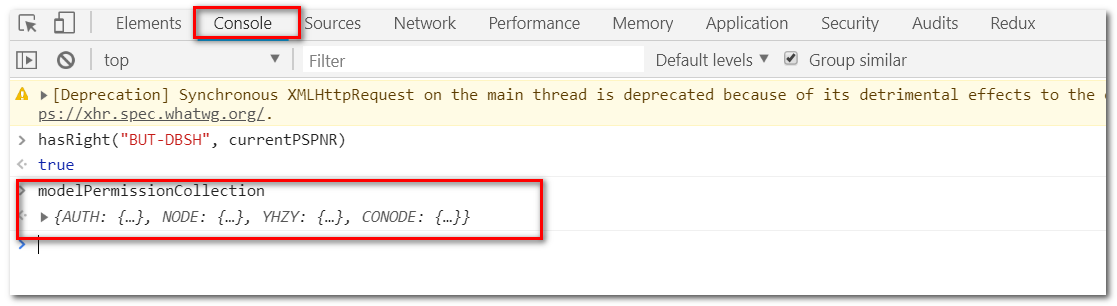 Elements Console Sources Network Performance Memory Application Security Audits Redux
top Filter Default levels Group similar
[Deprecation] Synchronous XMLHttpRequest on the main thread is deprecated because of its detrimental effects to the
ps://xhr.spec.whatwg.org/.
hasRight("BUT-DBSH", currentPSPNR)
true
modelPermissionCollection
{AUTH: {…}, NODE: {…}, YHZY: {…}, CONODE: {…}}